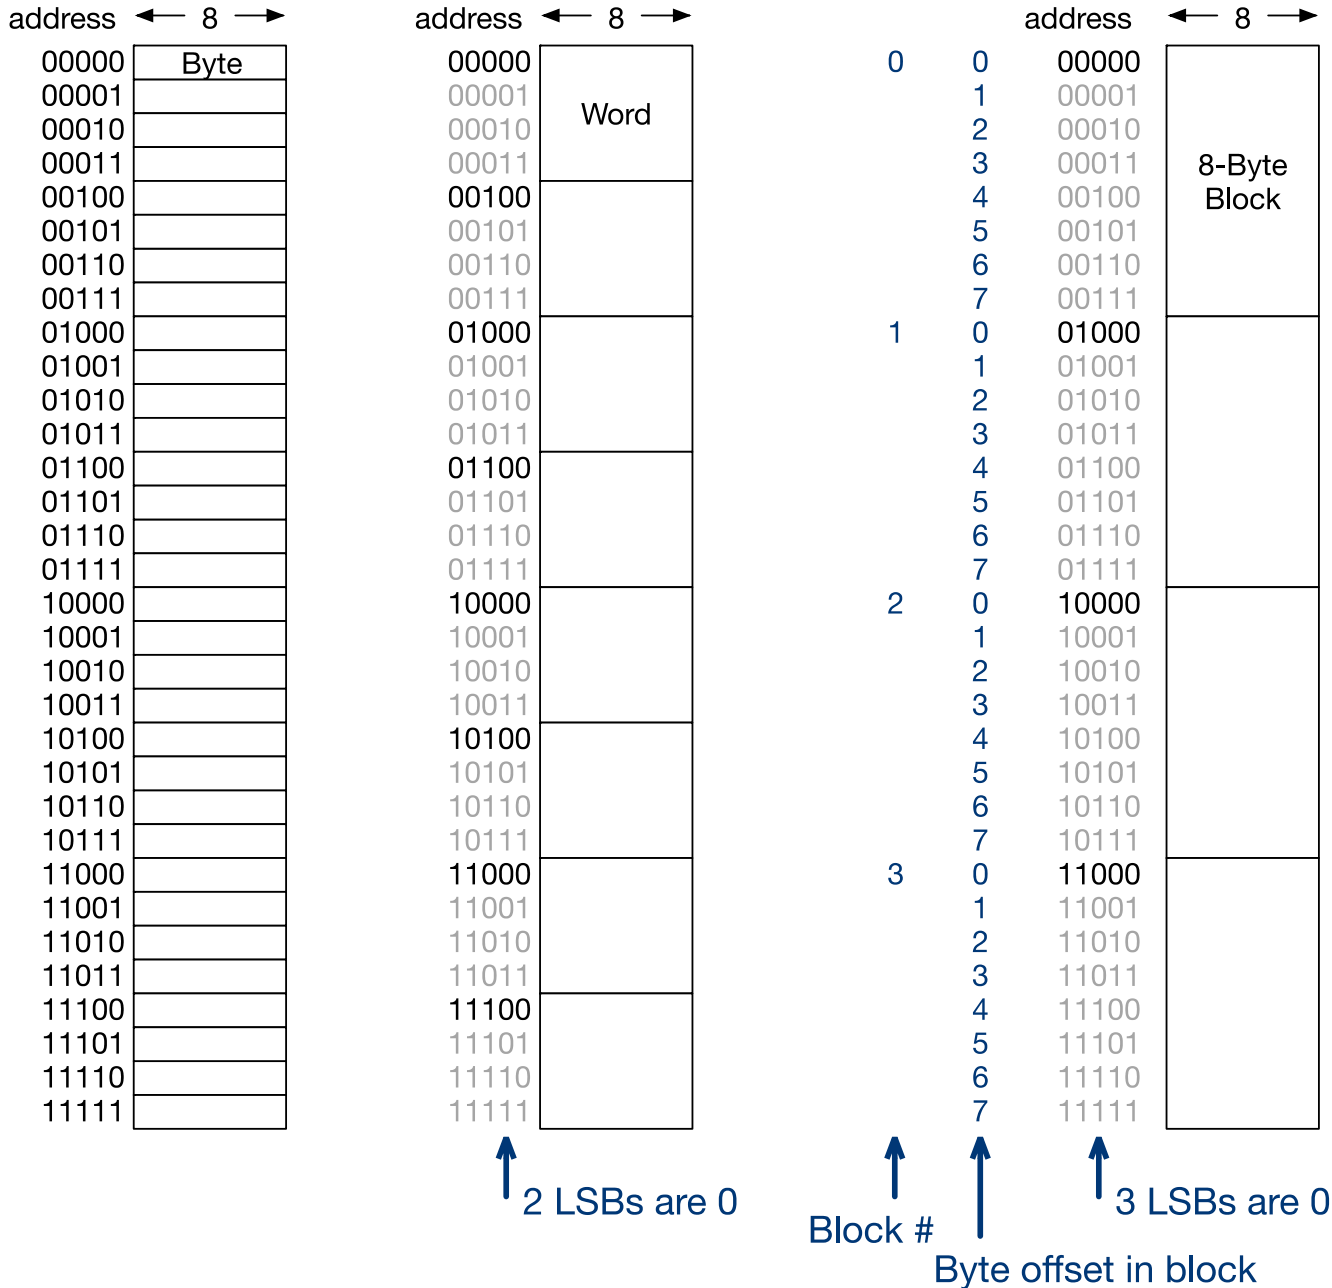 address 8 address 8 address 8
00000 Byte 00000 0 0 00000
00001 00001 1 00001
00010 Word 00010 2 00010
00011 00011 3 00011 8-Byte
00100 00100 4 00100 Block
00101 00101 5 00101
00110 00110 6 00110
00111 00111 7 00111
01000 01000 1 0 01000
01001 01001 1 01001
01010 01010 2 01010
01011 01011 3 01011
01100 01100 4 01100
01101 01101 5 01101
01110 01110 6 01110
01111 01111 7 01111
10000 10000 2 0 10000
10001 10001 1 10001
10010 10010 2 10010
10011 10011 3 10011
10100 10100 4 10100
10101 10101 5 10101
10110 10110 6 10110
10111 10111 7 10111
11000 11000 3 0 11000
11001 11001 1 11001
11010 11010 2 11010
11011 11011 3 11011
11100 11100 4 11100
11101 11101 5 11101
11110 11110 6 11110
11111 11111 7 11111
2 LSBs are 0 3 LSBs are 0
Block #
Byte offset in block